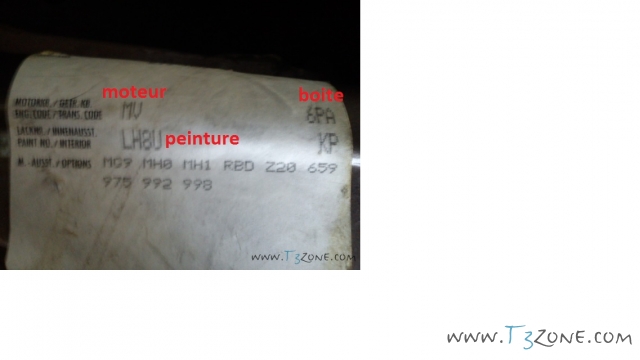 moteur
boite
MOTORKB./GETR.KB
ENG.CODE/TRANS. CODE MV 6PA
LACKNR./INNENAUSST.
PAINT NO./INTERIOR LH8U peinture KP
M.-AUSST./OPTIONS MG9 MH0 MH1 RBD Z20 659
975 992 998
www.T3Zone.com
www.T3Zone.com